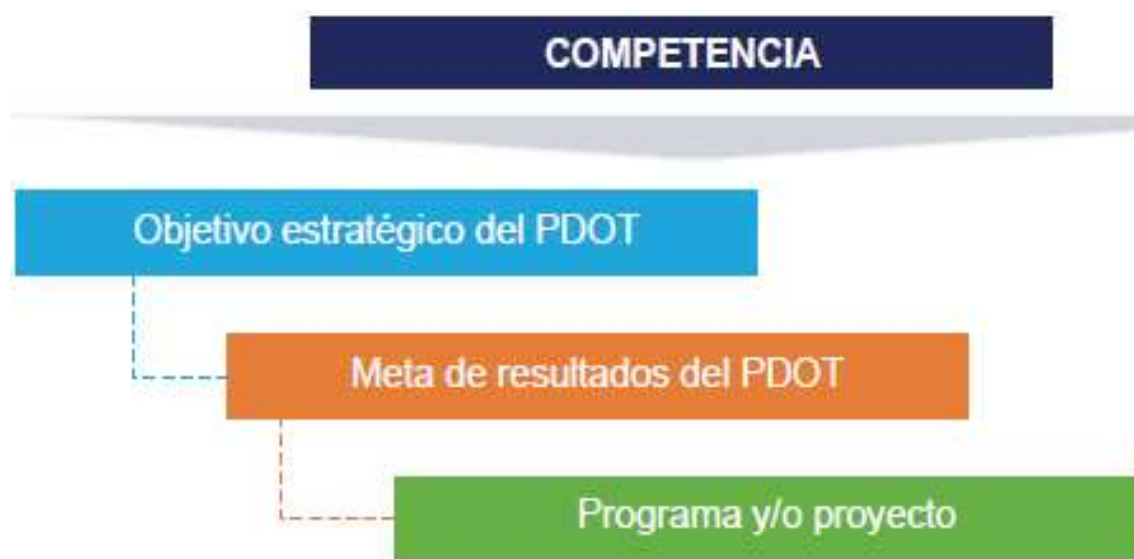 COMPETENCIA
Objetivo estratégico del PDOT
Meta de resultados del PDOT
Programa y/o proyecto